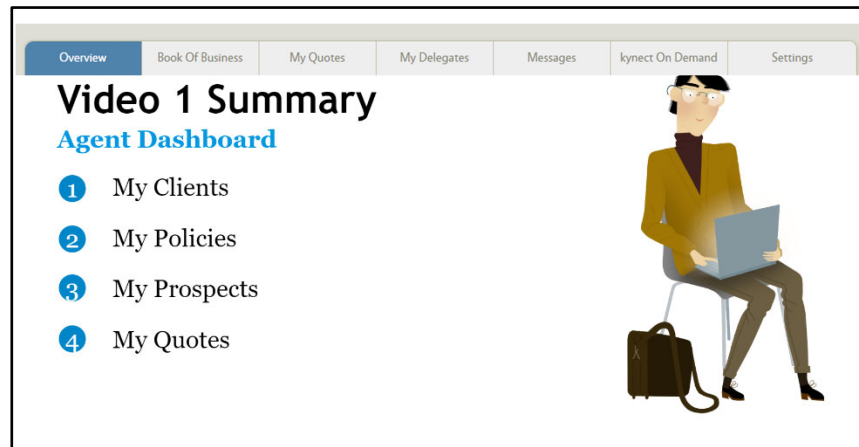 Overview Book Of Business My Quotes My Delegates Messages kynect On Demand Settings
Video 1 Summary
Agent Dashboard
1 My Clients
2 My Policies
3 My Prospects
4 My Quotes